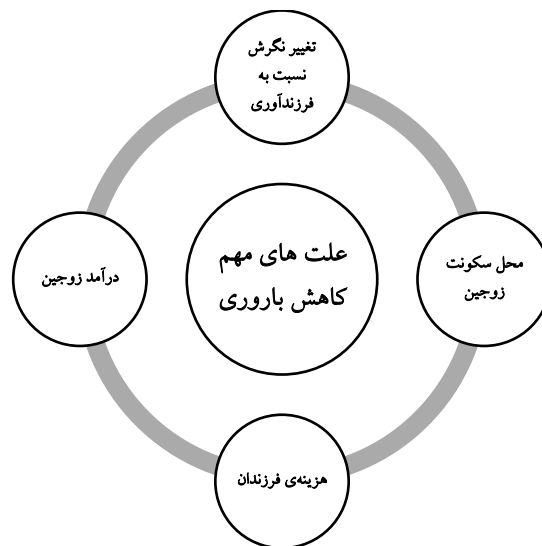 تغییر نگرش
نسبت به
فرزندآوری
محل سکونت
زوجین
علت های مهم
کاهش باروری
درآمد زوجین
هزینه‌ی فرزندان